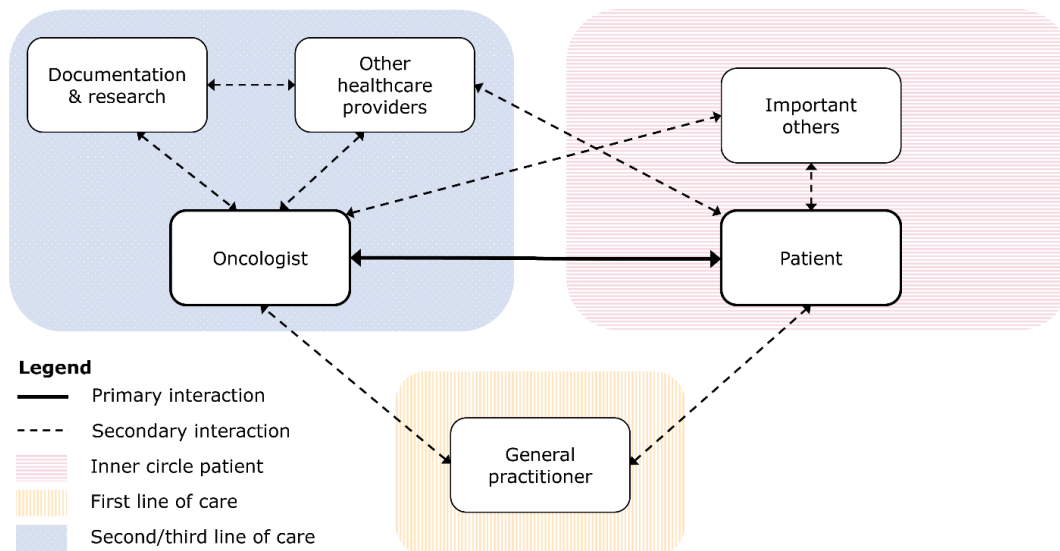 Documentation
& research
Other
healthcare
providers
Important
others
Oncologist
Patient
General
practitioner
Legend
Primary interaction
Secondary interaction
Inner circle patient
First line of care
Second/third line of care